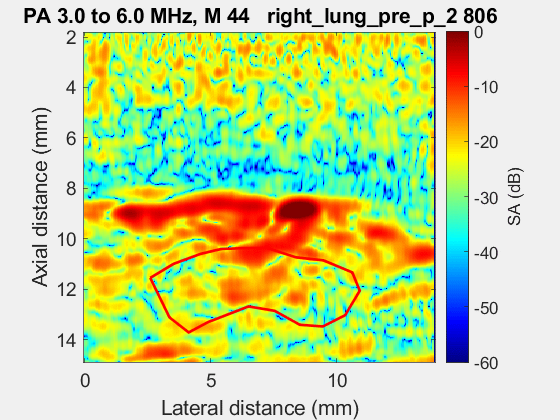 PA 3.0 to 6.0 MHz, M 44 right_lung_pre_p_2 806
2
4
6
8
10
12
14
Axial distance (mm)
0 5 10
Lateral distance (mm)
0
-10
-20
-30
-40
-50
-60
SA (dB)